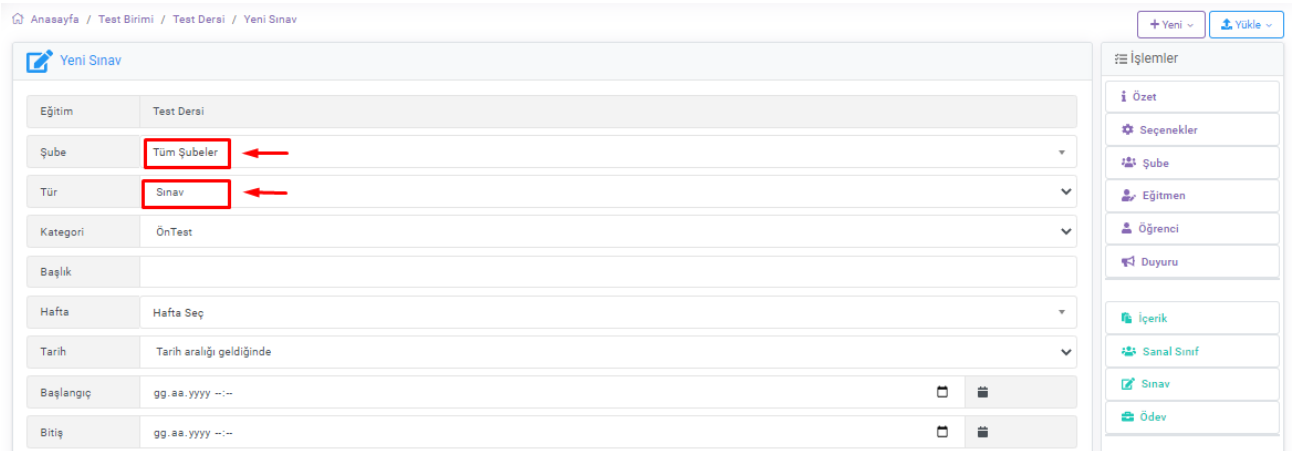 Anasayfa / Test Birimi / Test Dersi / Yeni Sınav
Yeni
Yükle
Yeni Sınav
Eğitim Test Dersi
Şube Tüm Şubeler
Tür Sınav
Kategori ÖnTest
Başlık
Hafta Hafta Seç
Tarih Tarih aralığı geldiğinde
Başlangıç gg.aa.yyyy --:--
Bitiş gg.aa.yyyy --:--
İşlemler
Özet
Seçenekler
Şube
Eğitmen
Öğrenci
Duyuru
İçerik
Sanal Sınıf
Sınav
Ödev